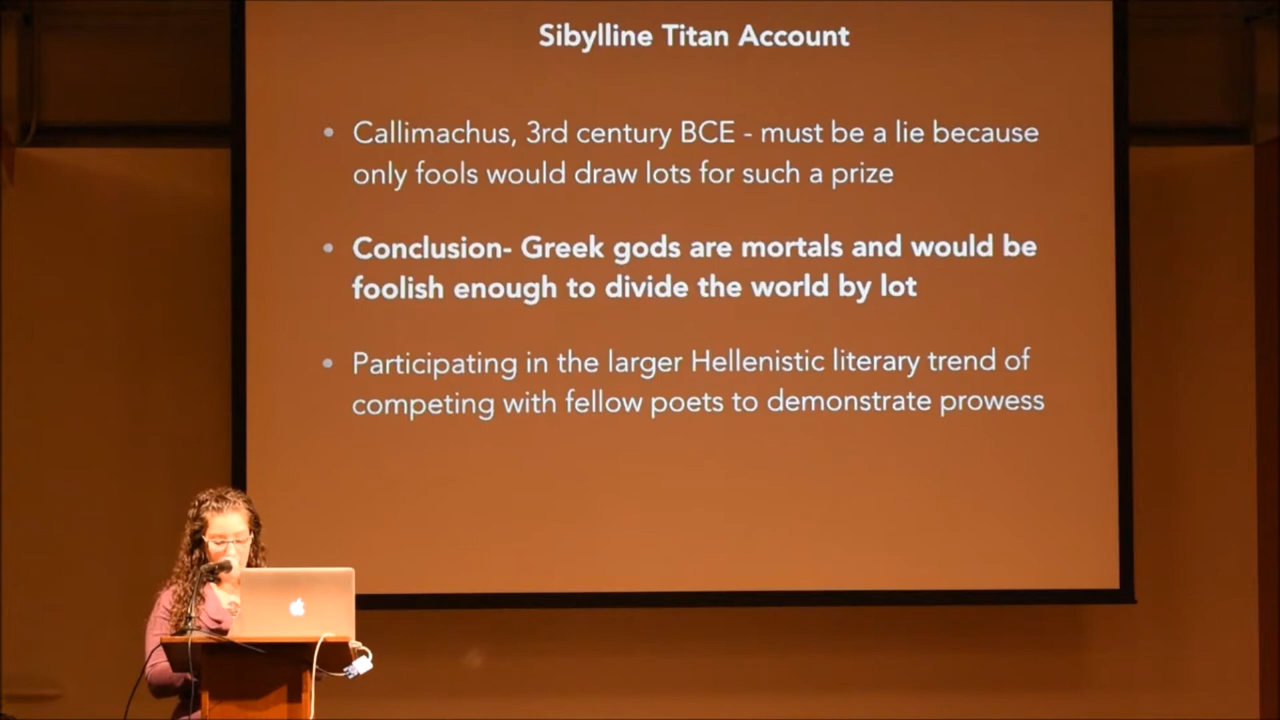 Sibylline Titan Account
• Callimachus, 3rd century BCE - must be a lie because
only fools would draw lots for such a prize
• Conclusion- Greek gods are mortals and would be
foolish enough to divide the world by lot
• Participating in the larger Hellenistic literary trend of
competing with fellow poets to demonstrate prowess